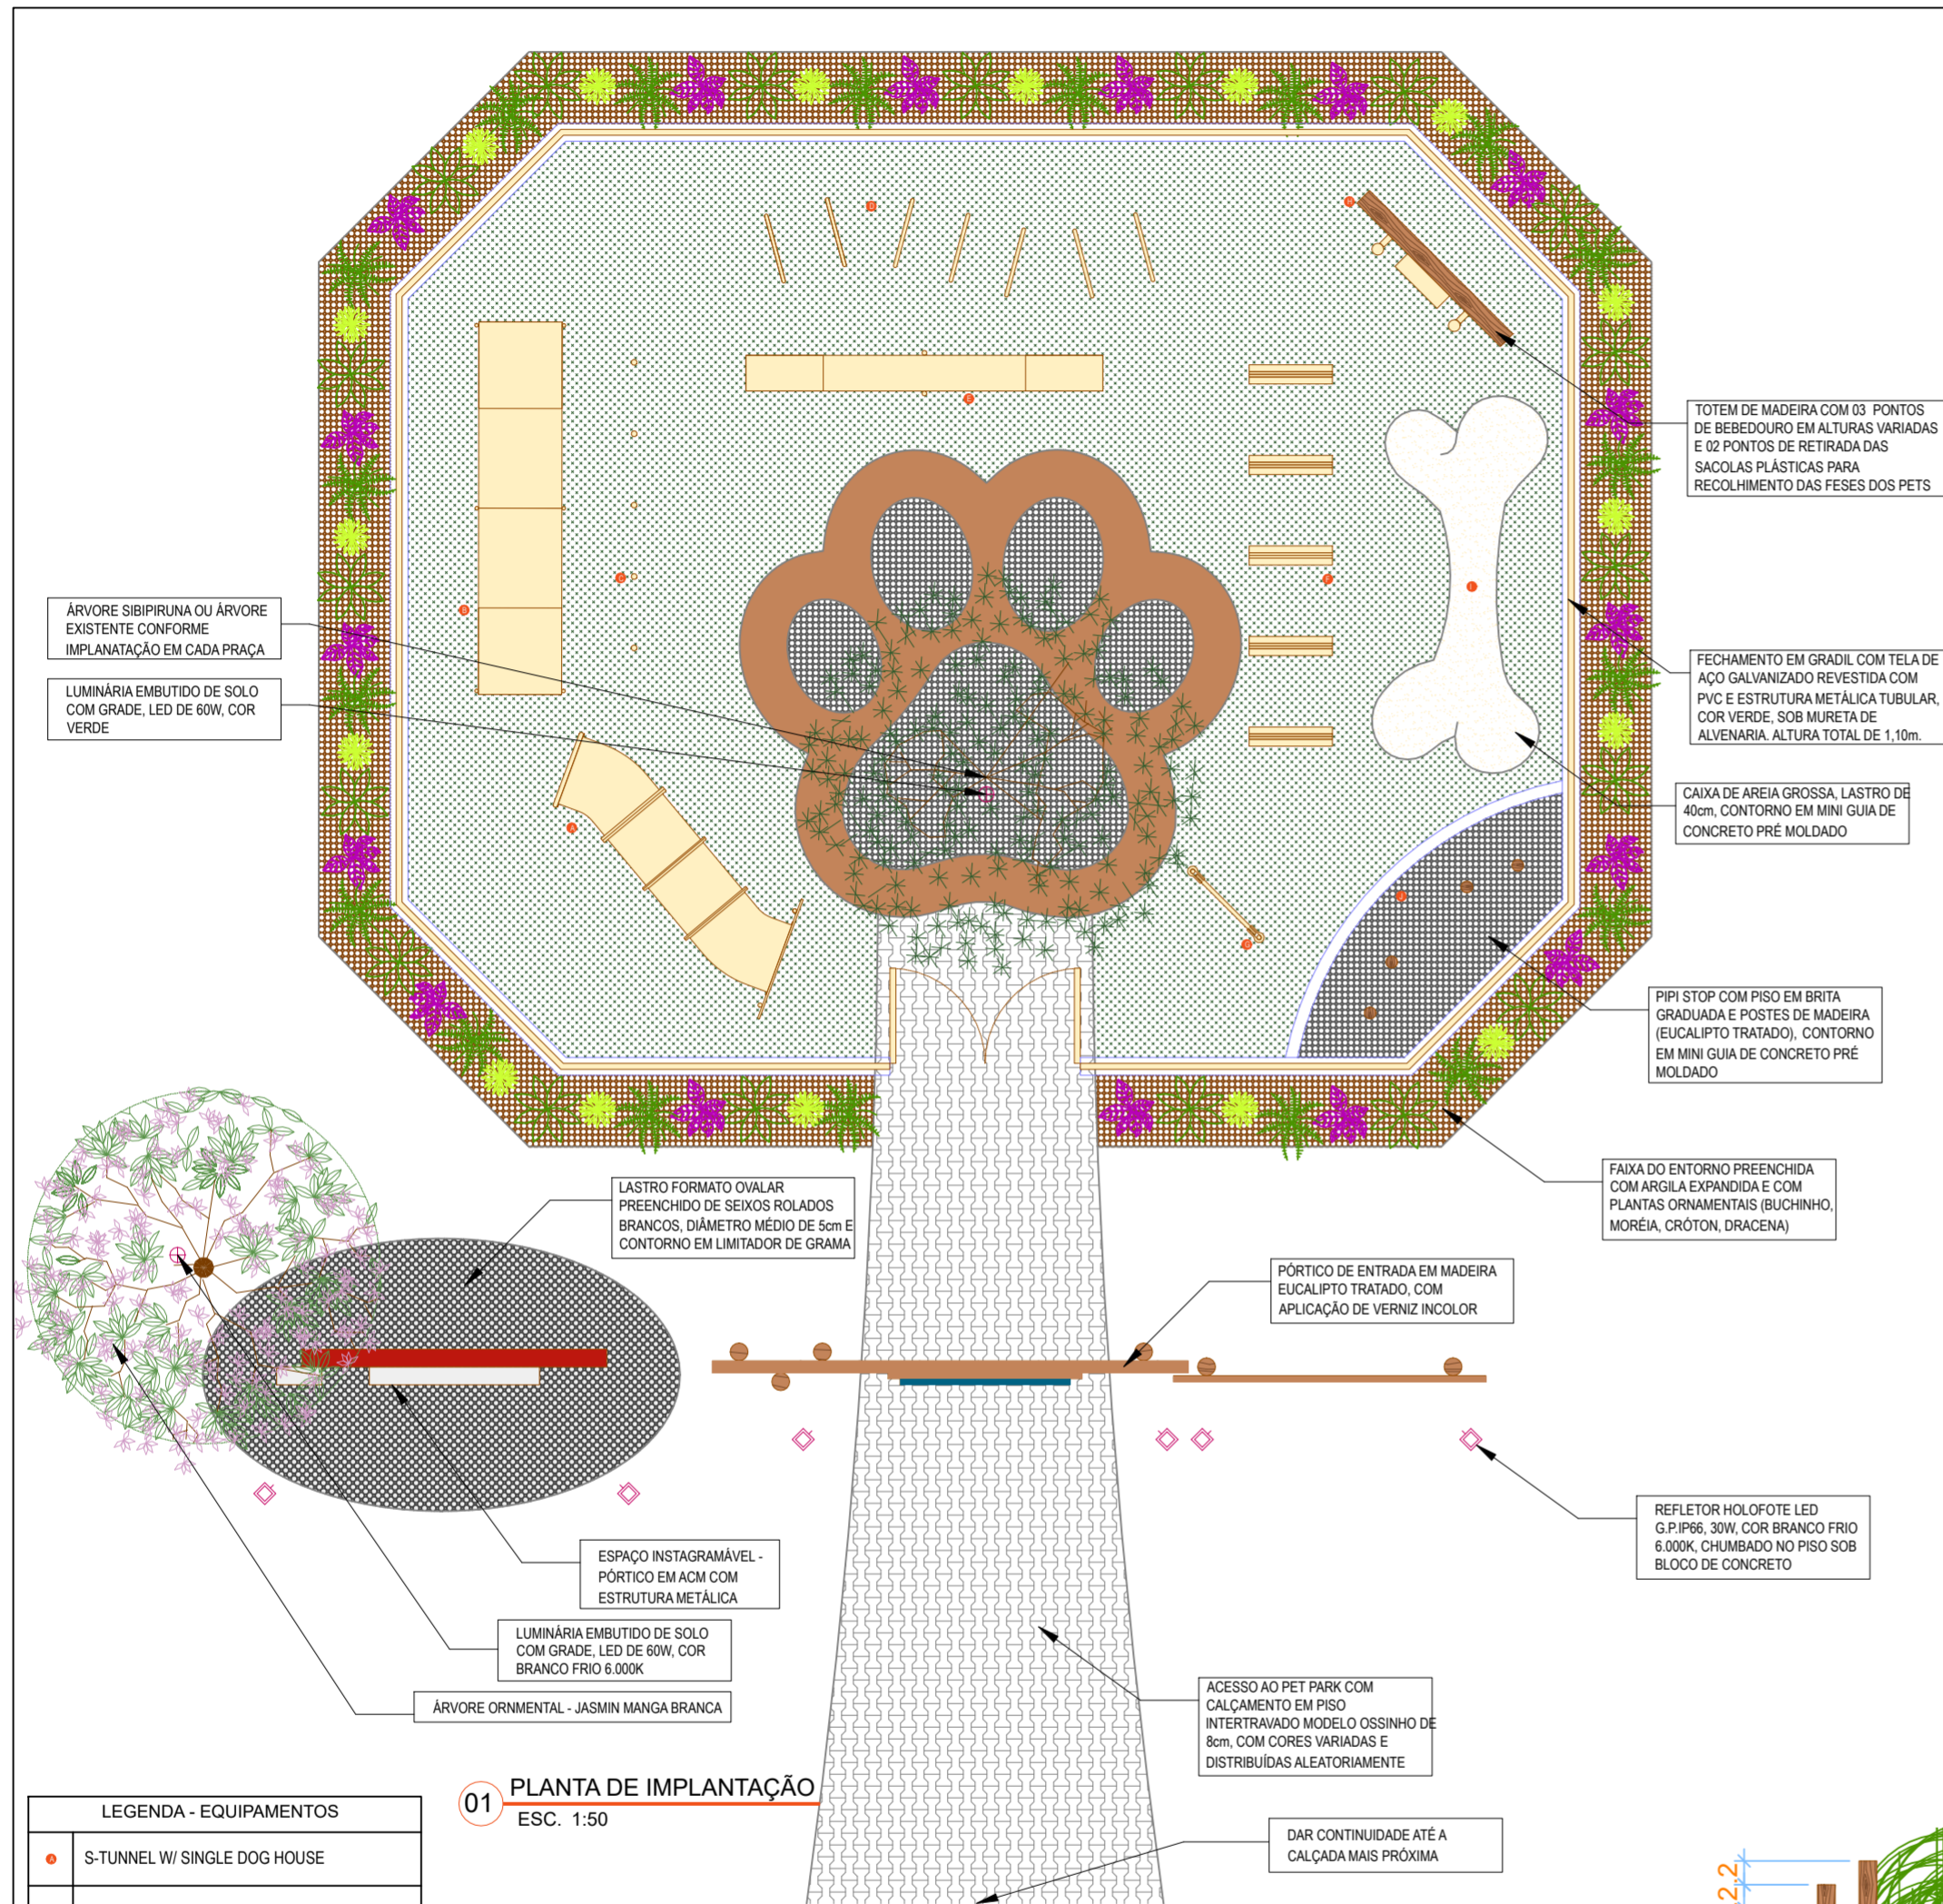 TOTEM DE MADEIRA COM 03 PONTOS
DE BEBEDOURO EM ALTURAS VARIADAS
E 02 PONTOS DE RETIRADA DAS
SACOLAS PLÁSTICAS PARA
RECOLHIMENTO DAS FESES DOS PETS
ÁRVORE SIBIPIRUNA OU ÁRVORE
EXISTENTE CONFORME
IMPLANATAÇÃO EM CADA PRAÇA
LUMINÁRIA EMBUTIDO DE SOLO
COM GRADE, LED DE 60W, COR
VERDE
FECHAMENTO EM GRADIL COM TELA DE
AÇO GALVANIZADO REVESTIDA COM
PVC E ESTRUTURA METÁLICA TUBULAR,
COR VERDE, SOB MURETA DE
ALVENARIA. ALTURA TOTAL DE 1,10m.
CAIXA DE AREIA GROSSA, LASTRO DE
40cm, CONTORNO EM MINI GUIA DE
CONCRETO PRÉ MOLDADO
PIPI STOP COM PISO EM BRITA
GRADUADA E POSTES DE MADEIRA
(EUCALIPTO TRATADO), CONTORNO
EM MINI GUIA DE CONCRETO PRÉ
MOLDADO
FAIXA DO ENTORNO PREENCHIDA
COM ARGILA EXPANDIDA E COM
PLANTAS ORNAMENTAIS (BUCHINHO,
MORÉIA, CRÓTON, DRACENA)
LASTRO FORMATO OVALAR
PREENCHIDO DE SEIXOS ROLADOS
BRANCOS, DIÂMETRO MÉDIO DE 5cm E
CONTORNO EM LIMITADOR DE GRAMA
PÓRTICO DE ENTRADA EM MADEIRA
EUCALIPTO TRATADO, COM
APLICAÇÃO DE VERNIZ INCOLOR
REFLETOR HOLOFOTE LED
G.P.IP66, 30W, COR BRANCO FRIO
6.000K, CHUMBADO NO PISO SOB
BLOCO DE CONCRETO
ESPAÇO INSTAGRAMÁVEL -
PÓRTICO EM ACM COM
ESTRUTURA METÁLICA
LUMINÁRIA EMBUTIDO DE SOLO
COM GRADE, LED DE 60W, COR
BRANCO FRIO 6.000K
ÁRVORE ORNMENTAL - JASMIN MANGA BRANCA
ACESSO AO PET PARK COM
CALÇAMENTO EM PISO
INTERTRAVADO MODELO OSSINHO DE
8cm, COM CORES VARIADAS E
DISTRIBUÍDAS ALEATORIAMENTE
01 PLANTA DE IMPLANTAÇÃO
ESC. 1:50
DAR CONTINUIDADE ATÉ A
CALÇADA MAIS PRÓXIMA
LEGENDA - EQUIPAMENTOS
A S-TUNNEL W/ SINGLE DOG HOUSE